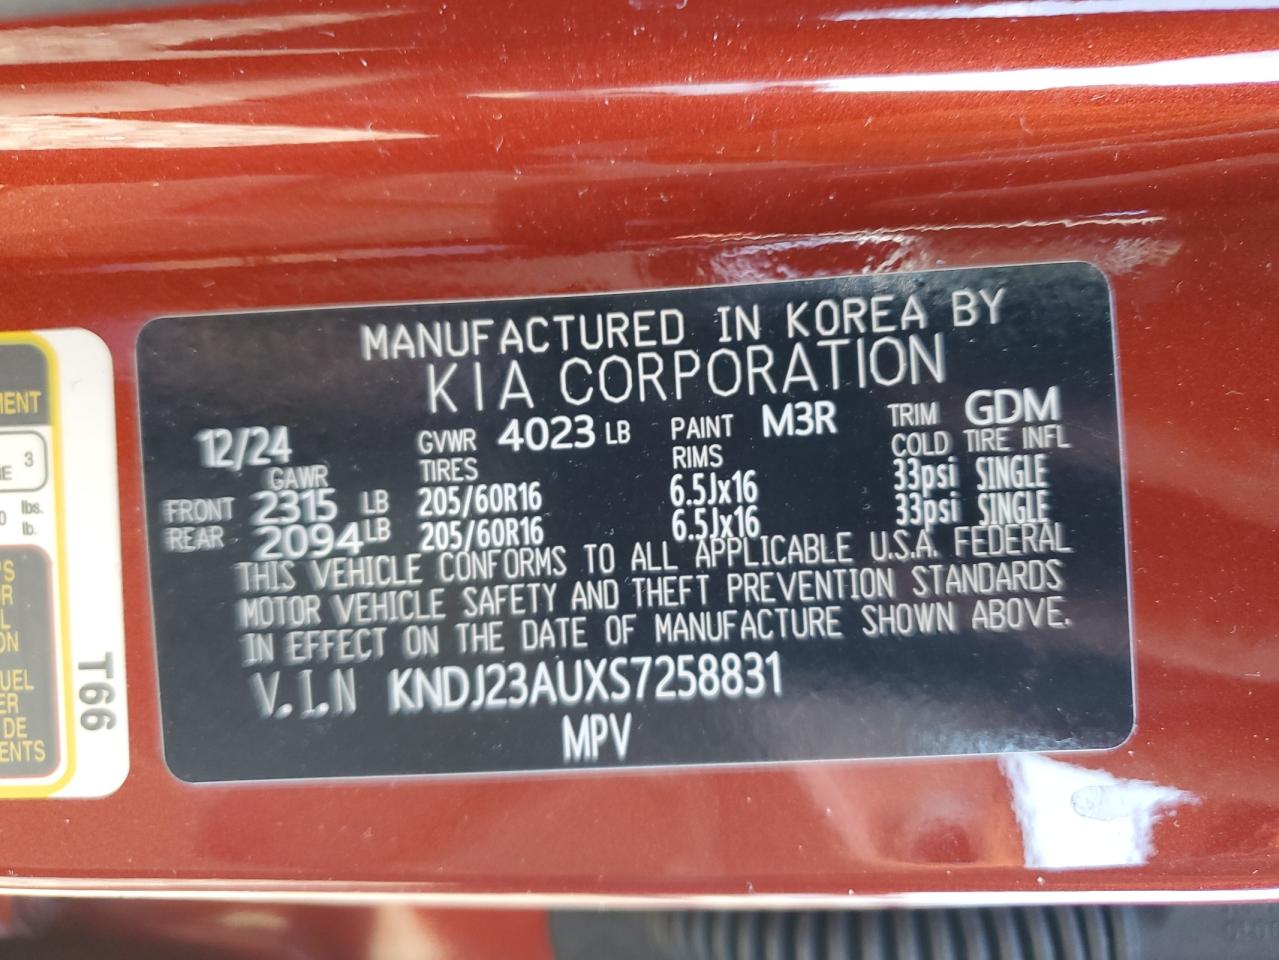 MANUFACTURED IN KOREA BY
KIA CORPORATION
12/24 GVWR 4023 LB PAINT M3R TRIM GDM
GAWR TIRES RIMS COLD TIRE INFL
FRONT 2315 LB 205/60R16 6.5Jx16 33psi SINGLE
REAR 2094 LB 205/60R16 6.5Jx16 33psi SINGLE
THIS VEHICLE CONFORMS TO ALL APPLICABLE U.S.A. FEDERAL
MOTOR VEHICLE SAFETY AND THEFT PREVENTION STANDARDS
IN EFFECT ON THE DATE OF MANUFACTURE SHOWN ABOVE.
V.I.N KNDJ23AUXS7258831
MPV
3
lbs.
lb.
T66